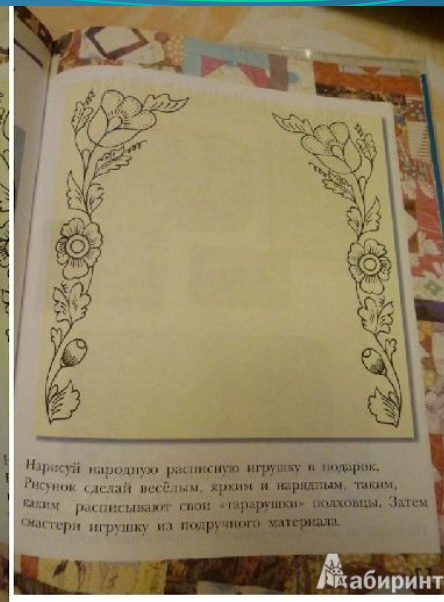 Нарисуй народную расписную игрушку в подарок.
Рисунок сделай весёлым, ярким и нарядным, таким,
каким расписывают свои «тарарушки» полховцы. Затем
смастери игрушку из подручного материала.
Лабиринт